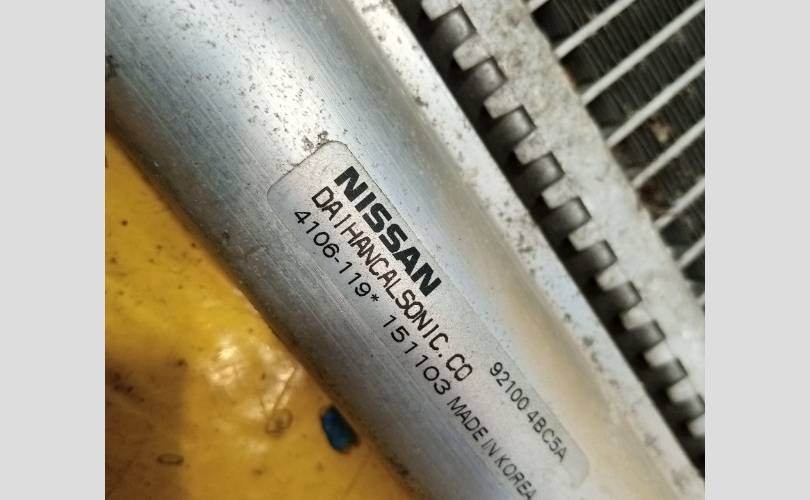 NISSAN
DAIHANCALSONIC.CO
92100 4BC5A
4106-119* 151103 MADE IN KOREA